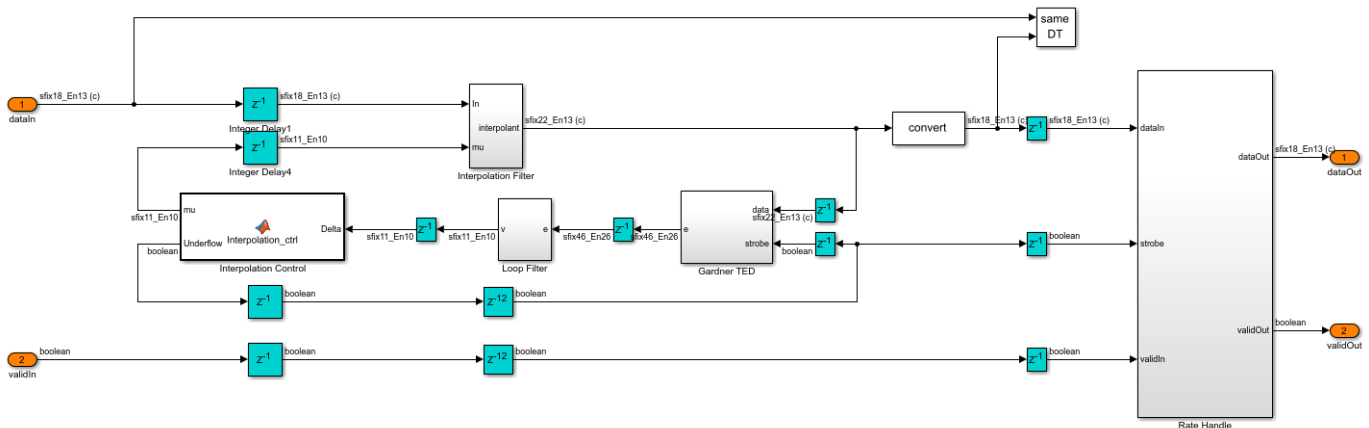 same
DT
1
sfix18_En13 (c)
dataIn
z-1
sfix18_En13 (c)
Integer Delay1
z-1
sfix11_En10
Integer Delay4
In
mu
interpolant
Interpolation Filter
sfix22_En13 (c)
convert
sfix18_En13 (c)
z-1
sfix18_En13 (c)
dataIn
dataOut
sfix18_En13 (c)
1
dataOut
mu
sfix11_En10
Interpolation_ctrl
Underflow
boolean
Delta
Interpolation Control
sfix11_En10
z-1
sfix11_En10
v
e
Loop Filter
sfix46_En26
z-1
sfix46_En26
e
data
strobe
Gardner TED
z-1
sfix22_En13 (c)
z-1
boolean
z-1
boolean
strobe
z-1
boolean
z-12
boolean
2
boolean
validIn
z-1
boolean
z-12
boolean
z-1
boolean
validIn
validOut
boolean
2
validOut
Rate Handle